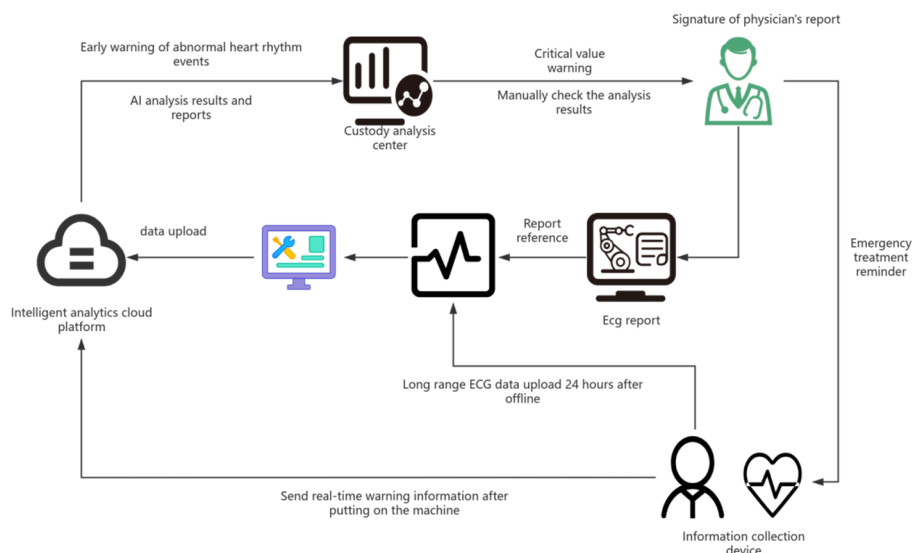 Signature of physician's report
Early warning of abnormal heart rhythm
events
AI analysis results and
reports
Custody analysis
center
Critical value
warning
Manually check the analysis
results
data upload
Report
reference
Emergency
treatment
reminder
Intelligent analytics cloud
platform
Ecg report
Long range ECG data upload 24 hours after
offline
Send real-time warning information after
putting on the machine
Information collection
device